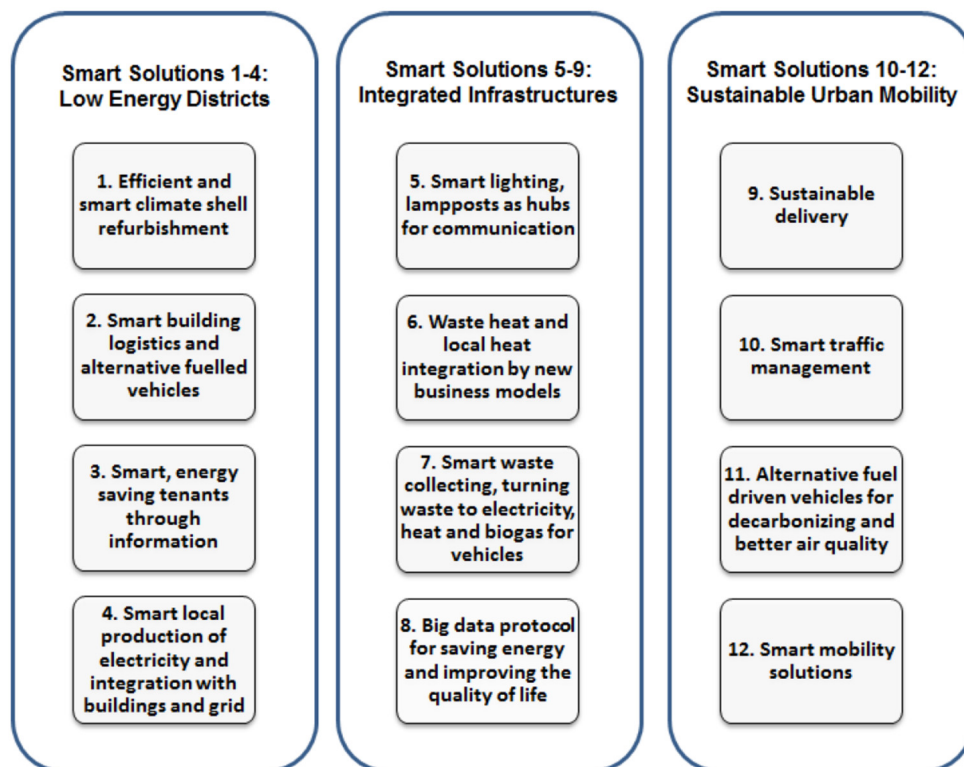 Smart Solutions 1-4:
Low Energy Districts
1. Efficient and
smart climate shell
refurbishment
2. Smart building
logistics and
alternative fuelled
vehicles
3. Smart, energy
saving tenants
through
information
4. Smart local
production of
electricity and
integration with
buildings and grid
Smart Solutions 5-9:
Integrated Infrastructures
5. Smart lighting,
lampposts as hubs
for communication
6. Waste heat and
local heat
integration by new
business models
7. Smart waste
collecting, turning
waste to electricity,
heat and biogas for
vehicles
8. Big data protocol
for saving energy
and improving the
quality of life
Smart Solutions 10-12:
Sustainable Urban Mobility
9. Sustainable
delivery
10. Smart traffic
management
11. Alternative fuel
driven vehicles for
decarbonizing and
better air quality
12. Smart mobility
solutions